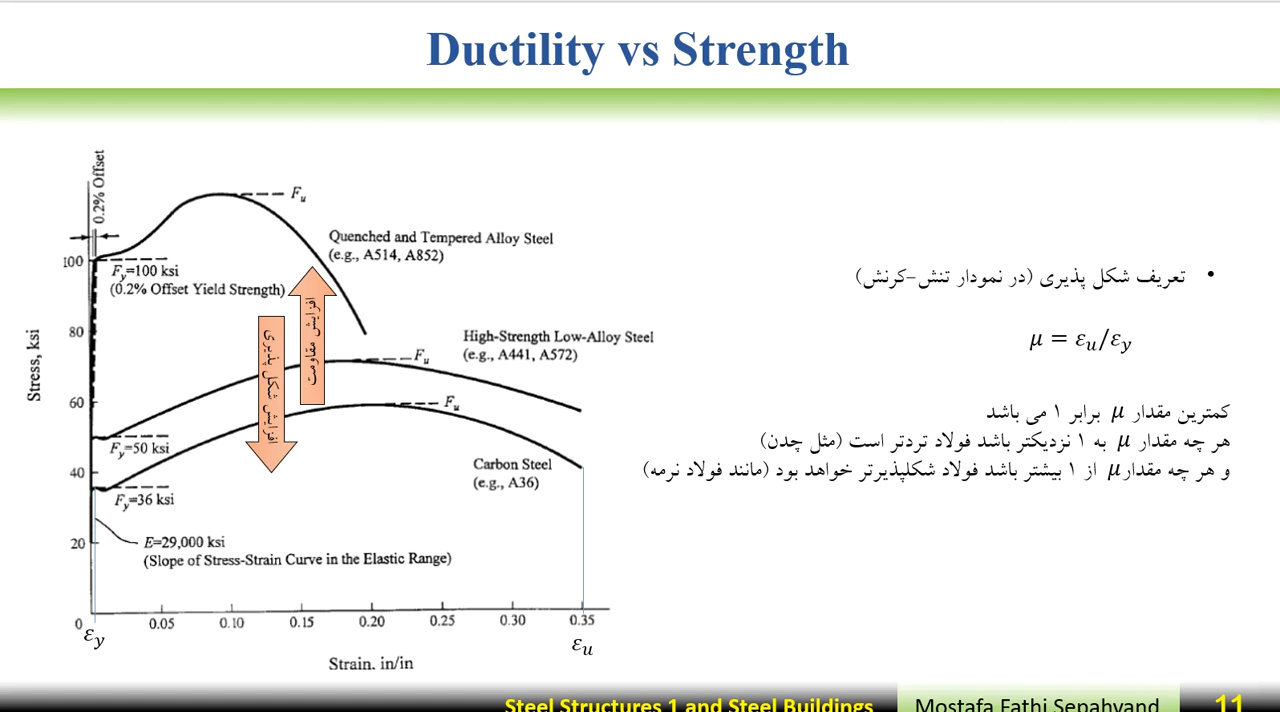 Ductility vs Strength
0.2% Offset
F_u
Quenched and Tempered Alloy Steel
(e.g., A514, A852)
100
F_y=100 ksi
(0.2% Offset Yield Strength)
افزایش مقاومت
افزایش شکل پذیری
80
High-Strength Low-Alloy Steel
(e.g., A441, A572)
F_u
Stress, ksi
60
F_u
F_y=50 ksi
40
Carbon Steel
(e.g., A36)
F_y=36 ksi
20
E=29,000 ksi
(Slope of Stress-Strain Curve in the Elastic Range)
0 0.05 0.10 0.15 0.20 0.25 0.30 0.35
ε_y
ε_u
Strain. in/in
• تعریف شکل پذیری (در نمودار تنش-کرنش)
μ = ε_u/ε_y
کمترین مقدار μ برابر ۱ می باشد
هر چه مقدار μ به ۱ نزدیکتر باشد فولاد تردتر است (مثل چدن)
و هر چه مقدار μ از ۱ بیشتر باشد فولاد شکلپذیرتر خواهد بود (مانند فولاد نرمه)
Steel Structures 1 and Steel Buildings
Mostafa Fathi Sepahvand
11